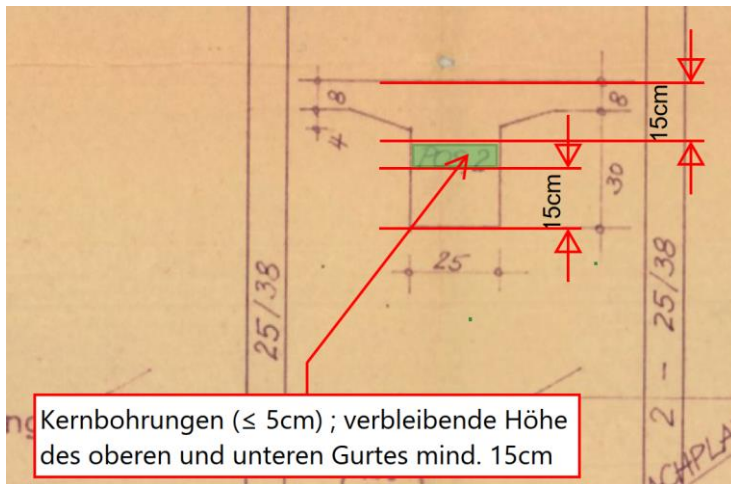 8
8
15cm
4
POS 2
30
15cm
25
25/38
2 - 25/38
Kernbohrungen (≤ 5cm) ; verbleibende Höhe
des oberen und unteren Gurtes mind. 15cm